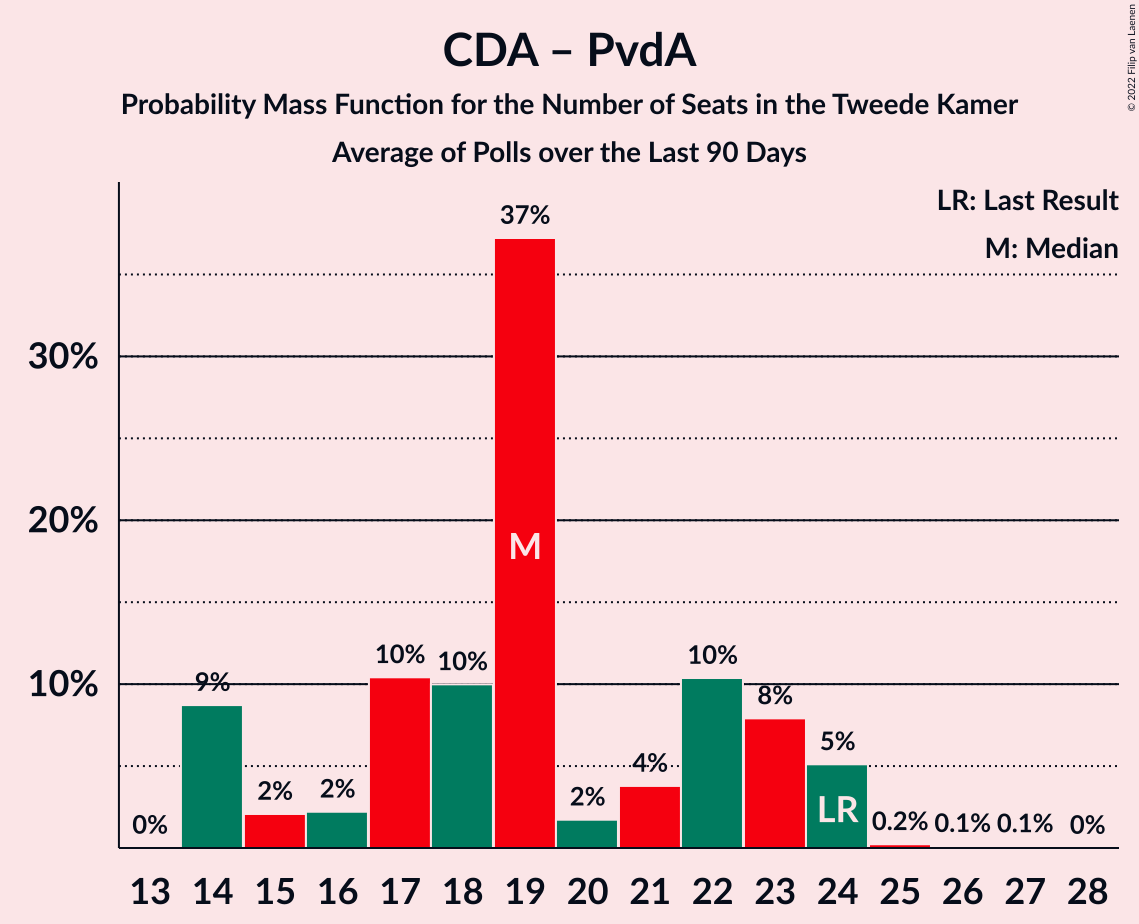 CDA – PvdA
Probability Mass Function for the Number of Seats in the Tweede Kamer
Average of Polls over the Last 90 Days
© 2022 Filip van Laenen
LR: Last Result
M: Median
30%
20%
10%
0%
9%
2%
2%
10%
10%
37%
M
2%
4%
10%
8%
5%
LR
0.2%
0.1%
0.1%
0%
13 14 15 16 17 18 19 20 21 22 23 24 25 26 27 28